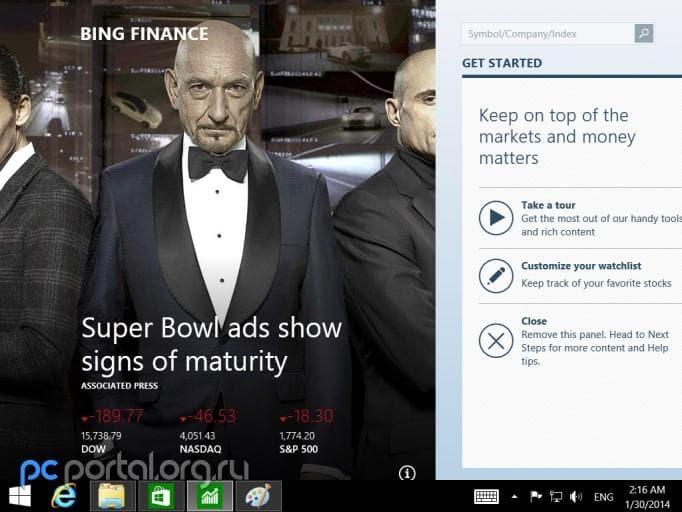 BING FINANCE
Super Bowl ads show
signs of maturity
ASSOCIATED PRESS
-189.77 -46.53 -18.30
15,738.79 4,051.43 1,774.20
DOW NASDAQ S&P 500
Symbol/Company/Index
GET STARTED
Keep on top of the
markets and money
matters
Take a tour
Get the most out of our handy tools
and rich content
Customize your watchlist
Keep track of your favorite stocks
Close
Remove this panel. Head to Next
Steps for more content and Help
tips.
pcportal.org.ru
ENG
2:16 AM
1/30/2014